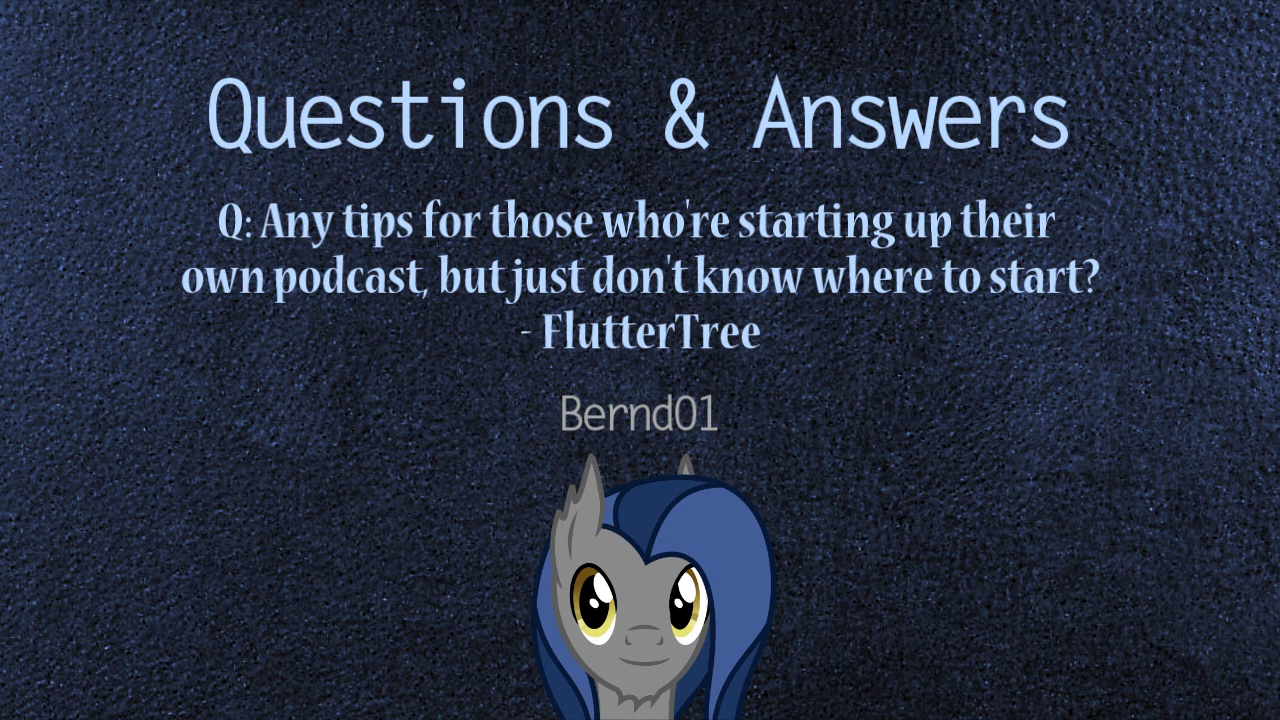 Questions & Answers
Q: Any tips for those who're starting up their
own podcast, but just don't know where to start?
- FlutterTree
Bernd01